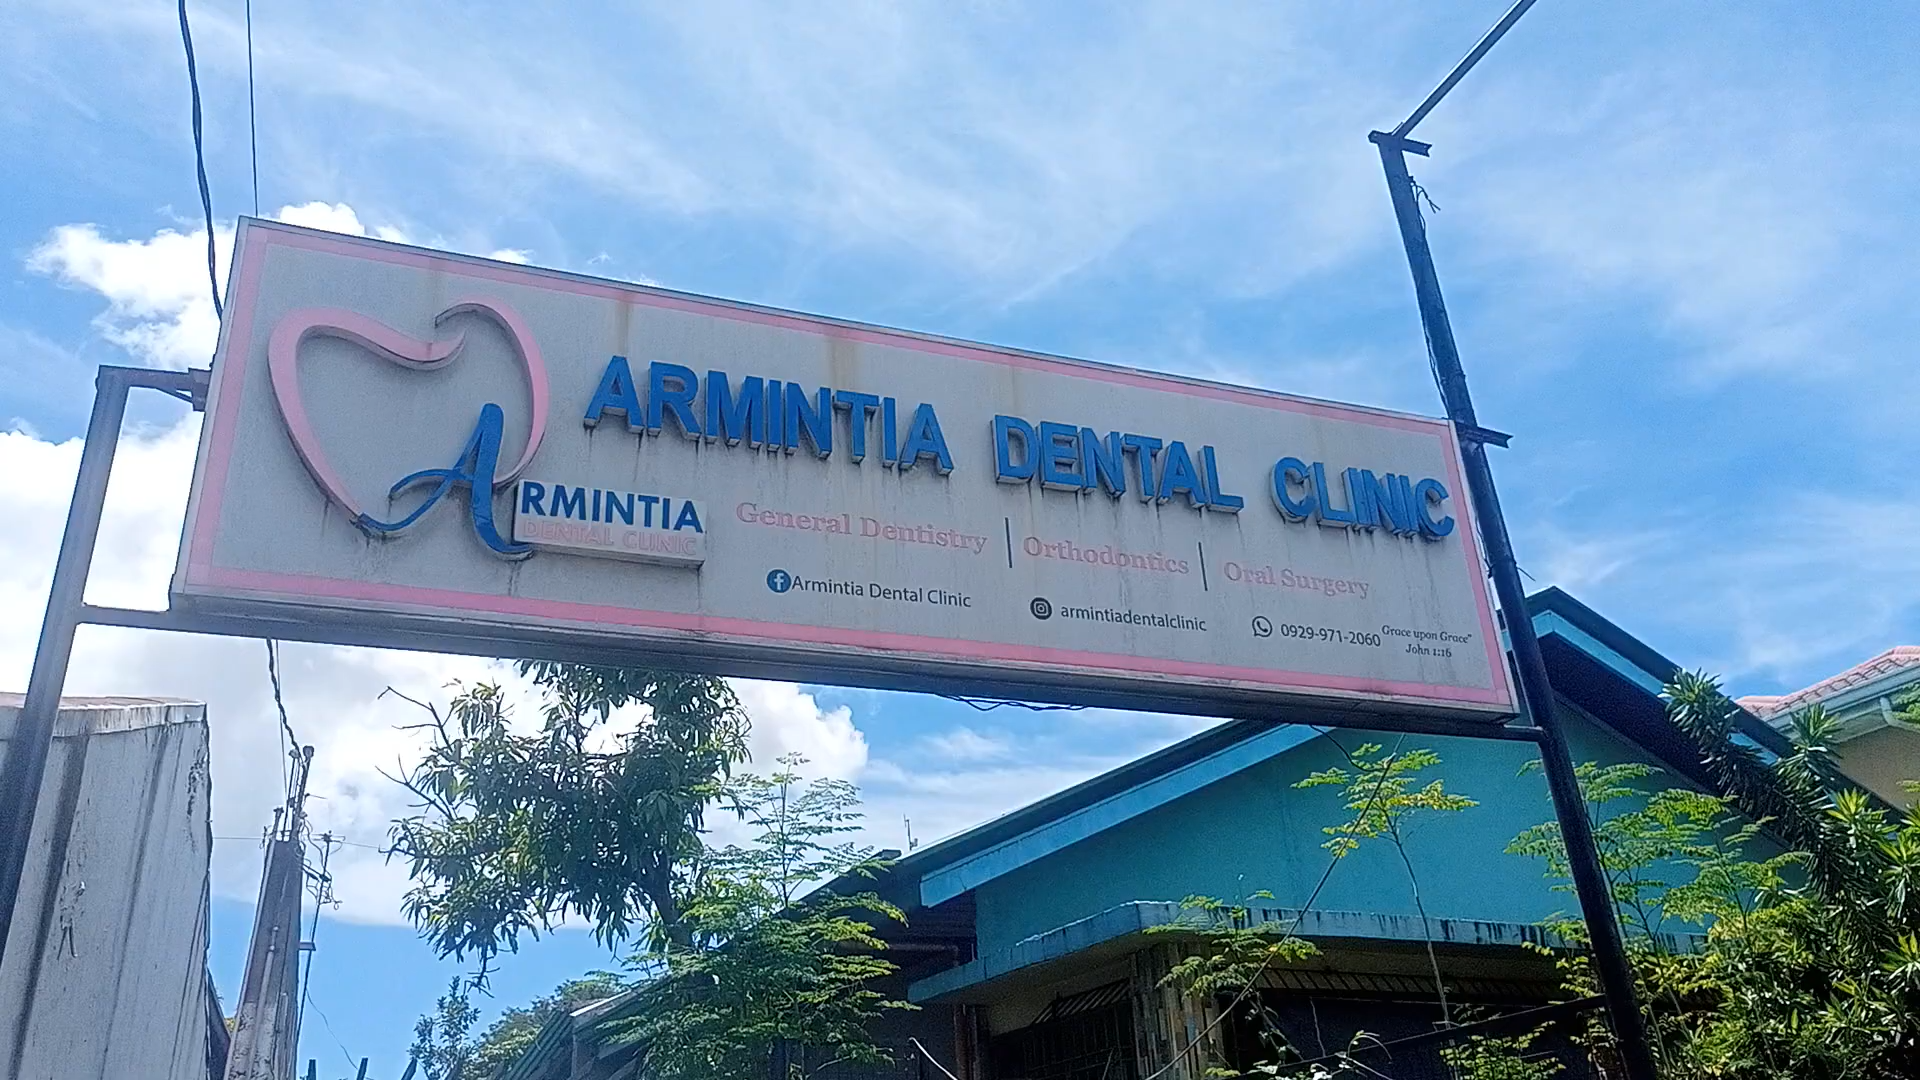 ARMINTIA DENTAL CLINIC
ARMINTIA
DENTAL CLINIC
General Dentistry | Orthodontics | Oral Surgery
Armintia Dental Clinic
armintiadentalclinic
0929-971-2060
Grace upon Grace"
John 1:16